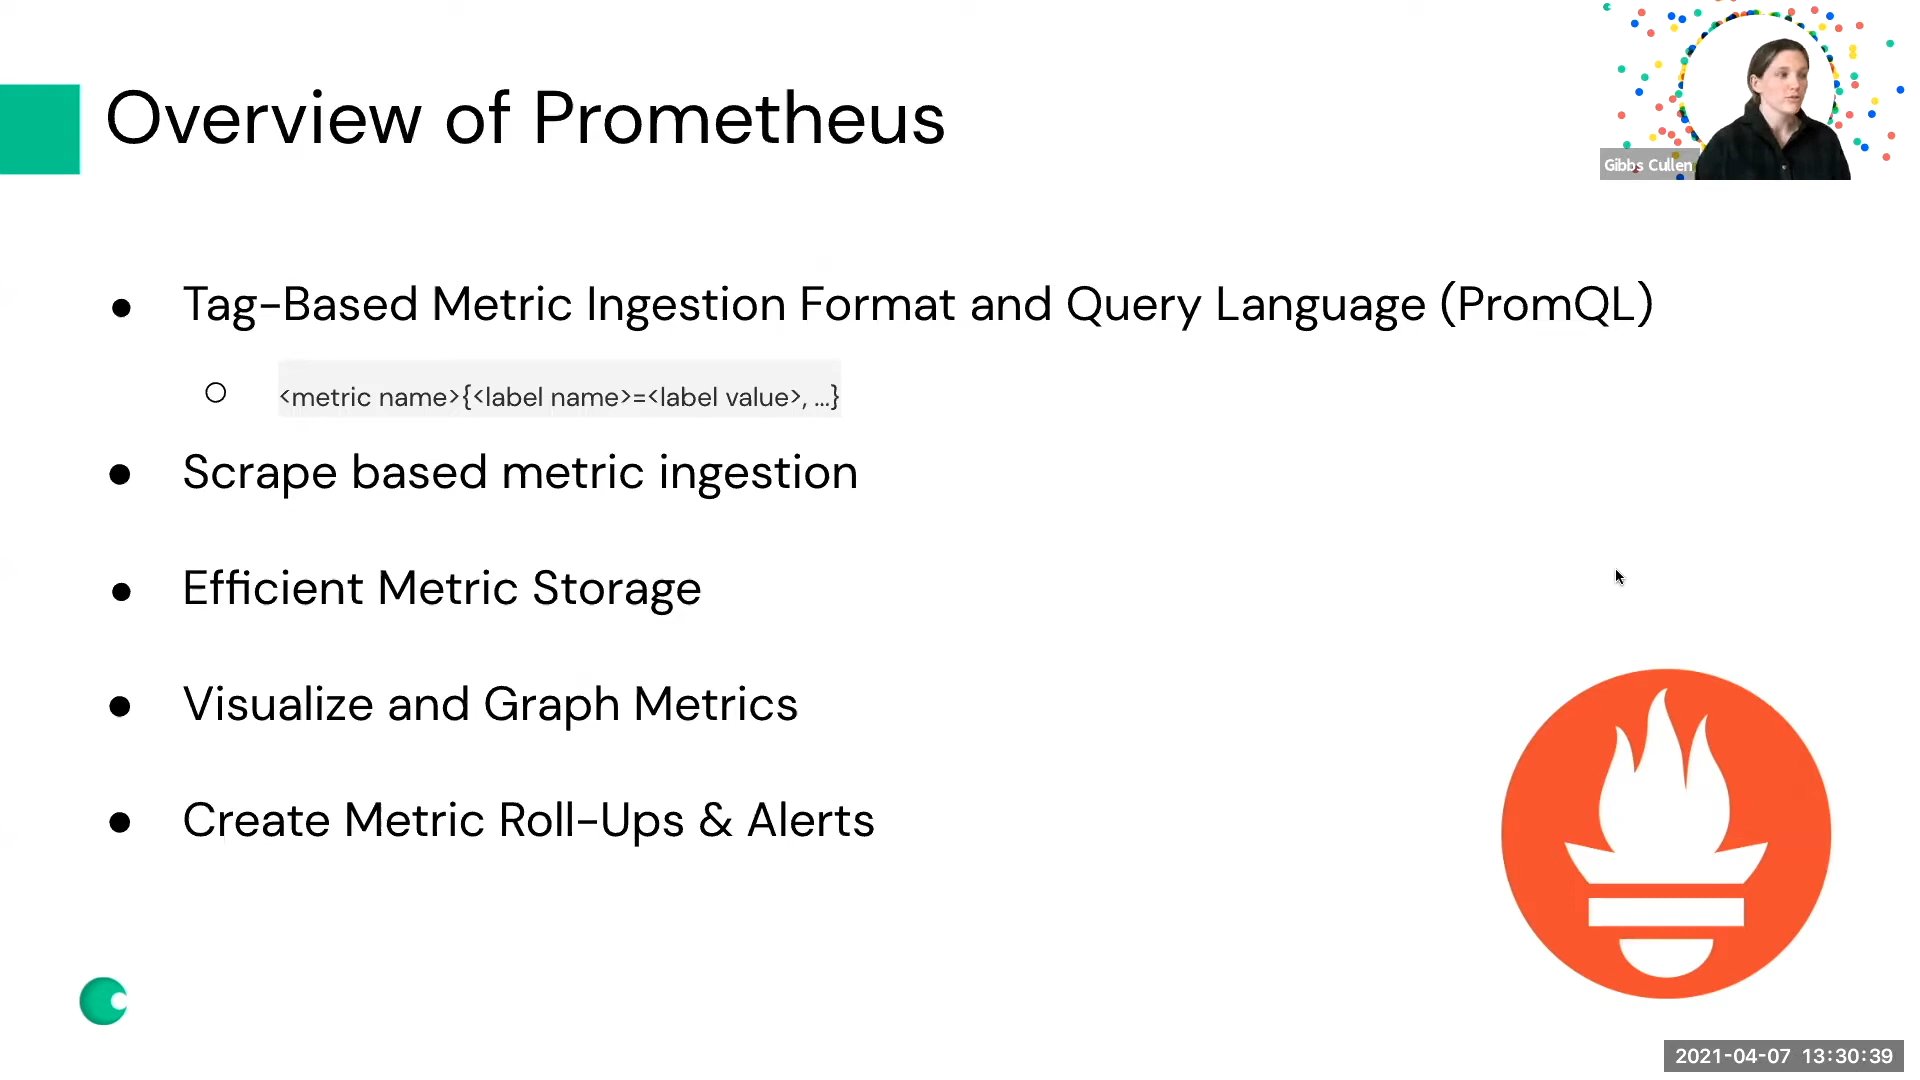 Overview of Prometheus
Gibbs Cullen
● Tag-Based Metric Ingestion Format and Query Language (PromQL)
○ <metric name>{<label name>=<label value>, ...}
● Scrape based metric ingestion
● Efficient Metric Storage
● Visualize and Graph Metrics
● Create Metric Roll-Ups & Alerts
2021-04-07 13:30:39